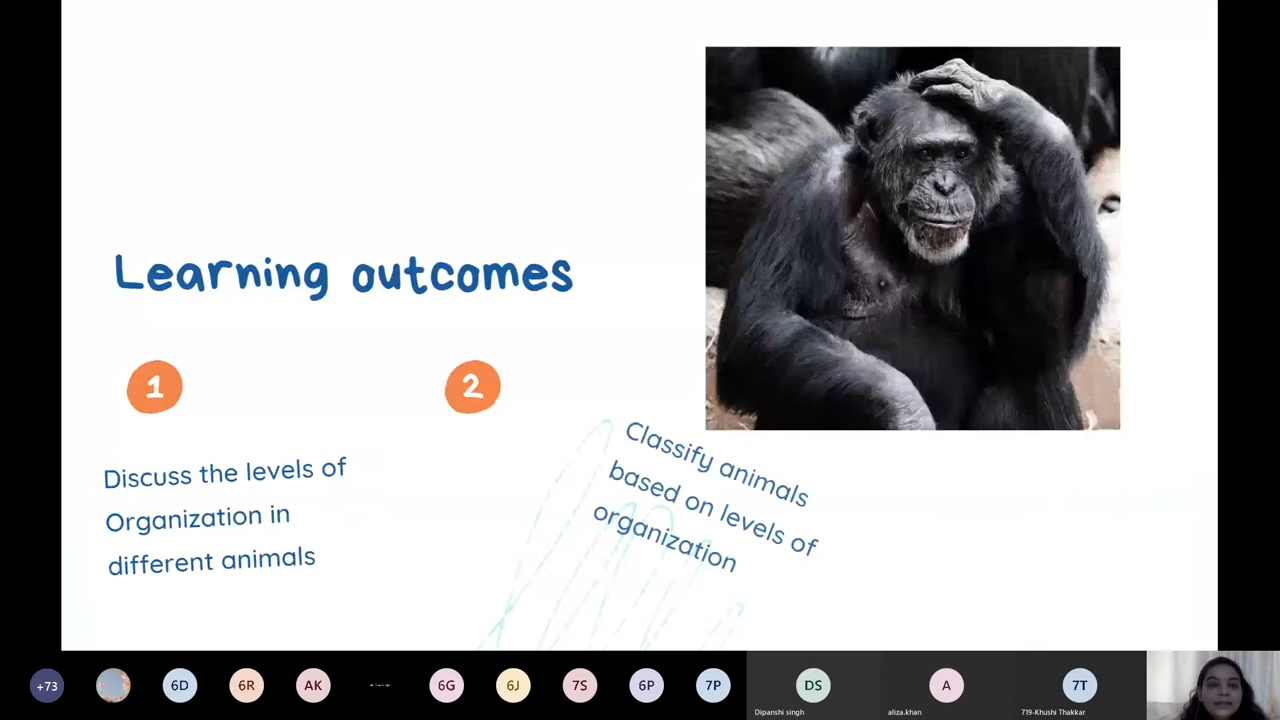 Learning outcomes
1
2
Discuss the levels of
Organization in
different animals
Classify animals
based on levels of
organization
+73
6D
6R
AK
6G
6J
7S
6P
7P
DS
Dipanshi singh
A
aliza.khan
7T
719-Khushi Thakkar